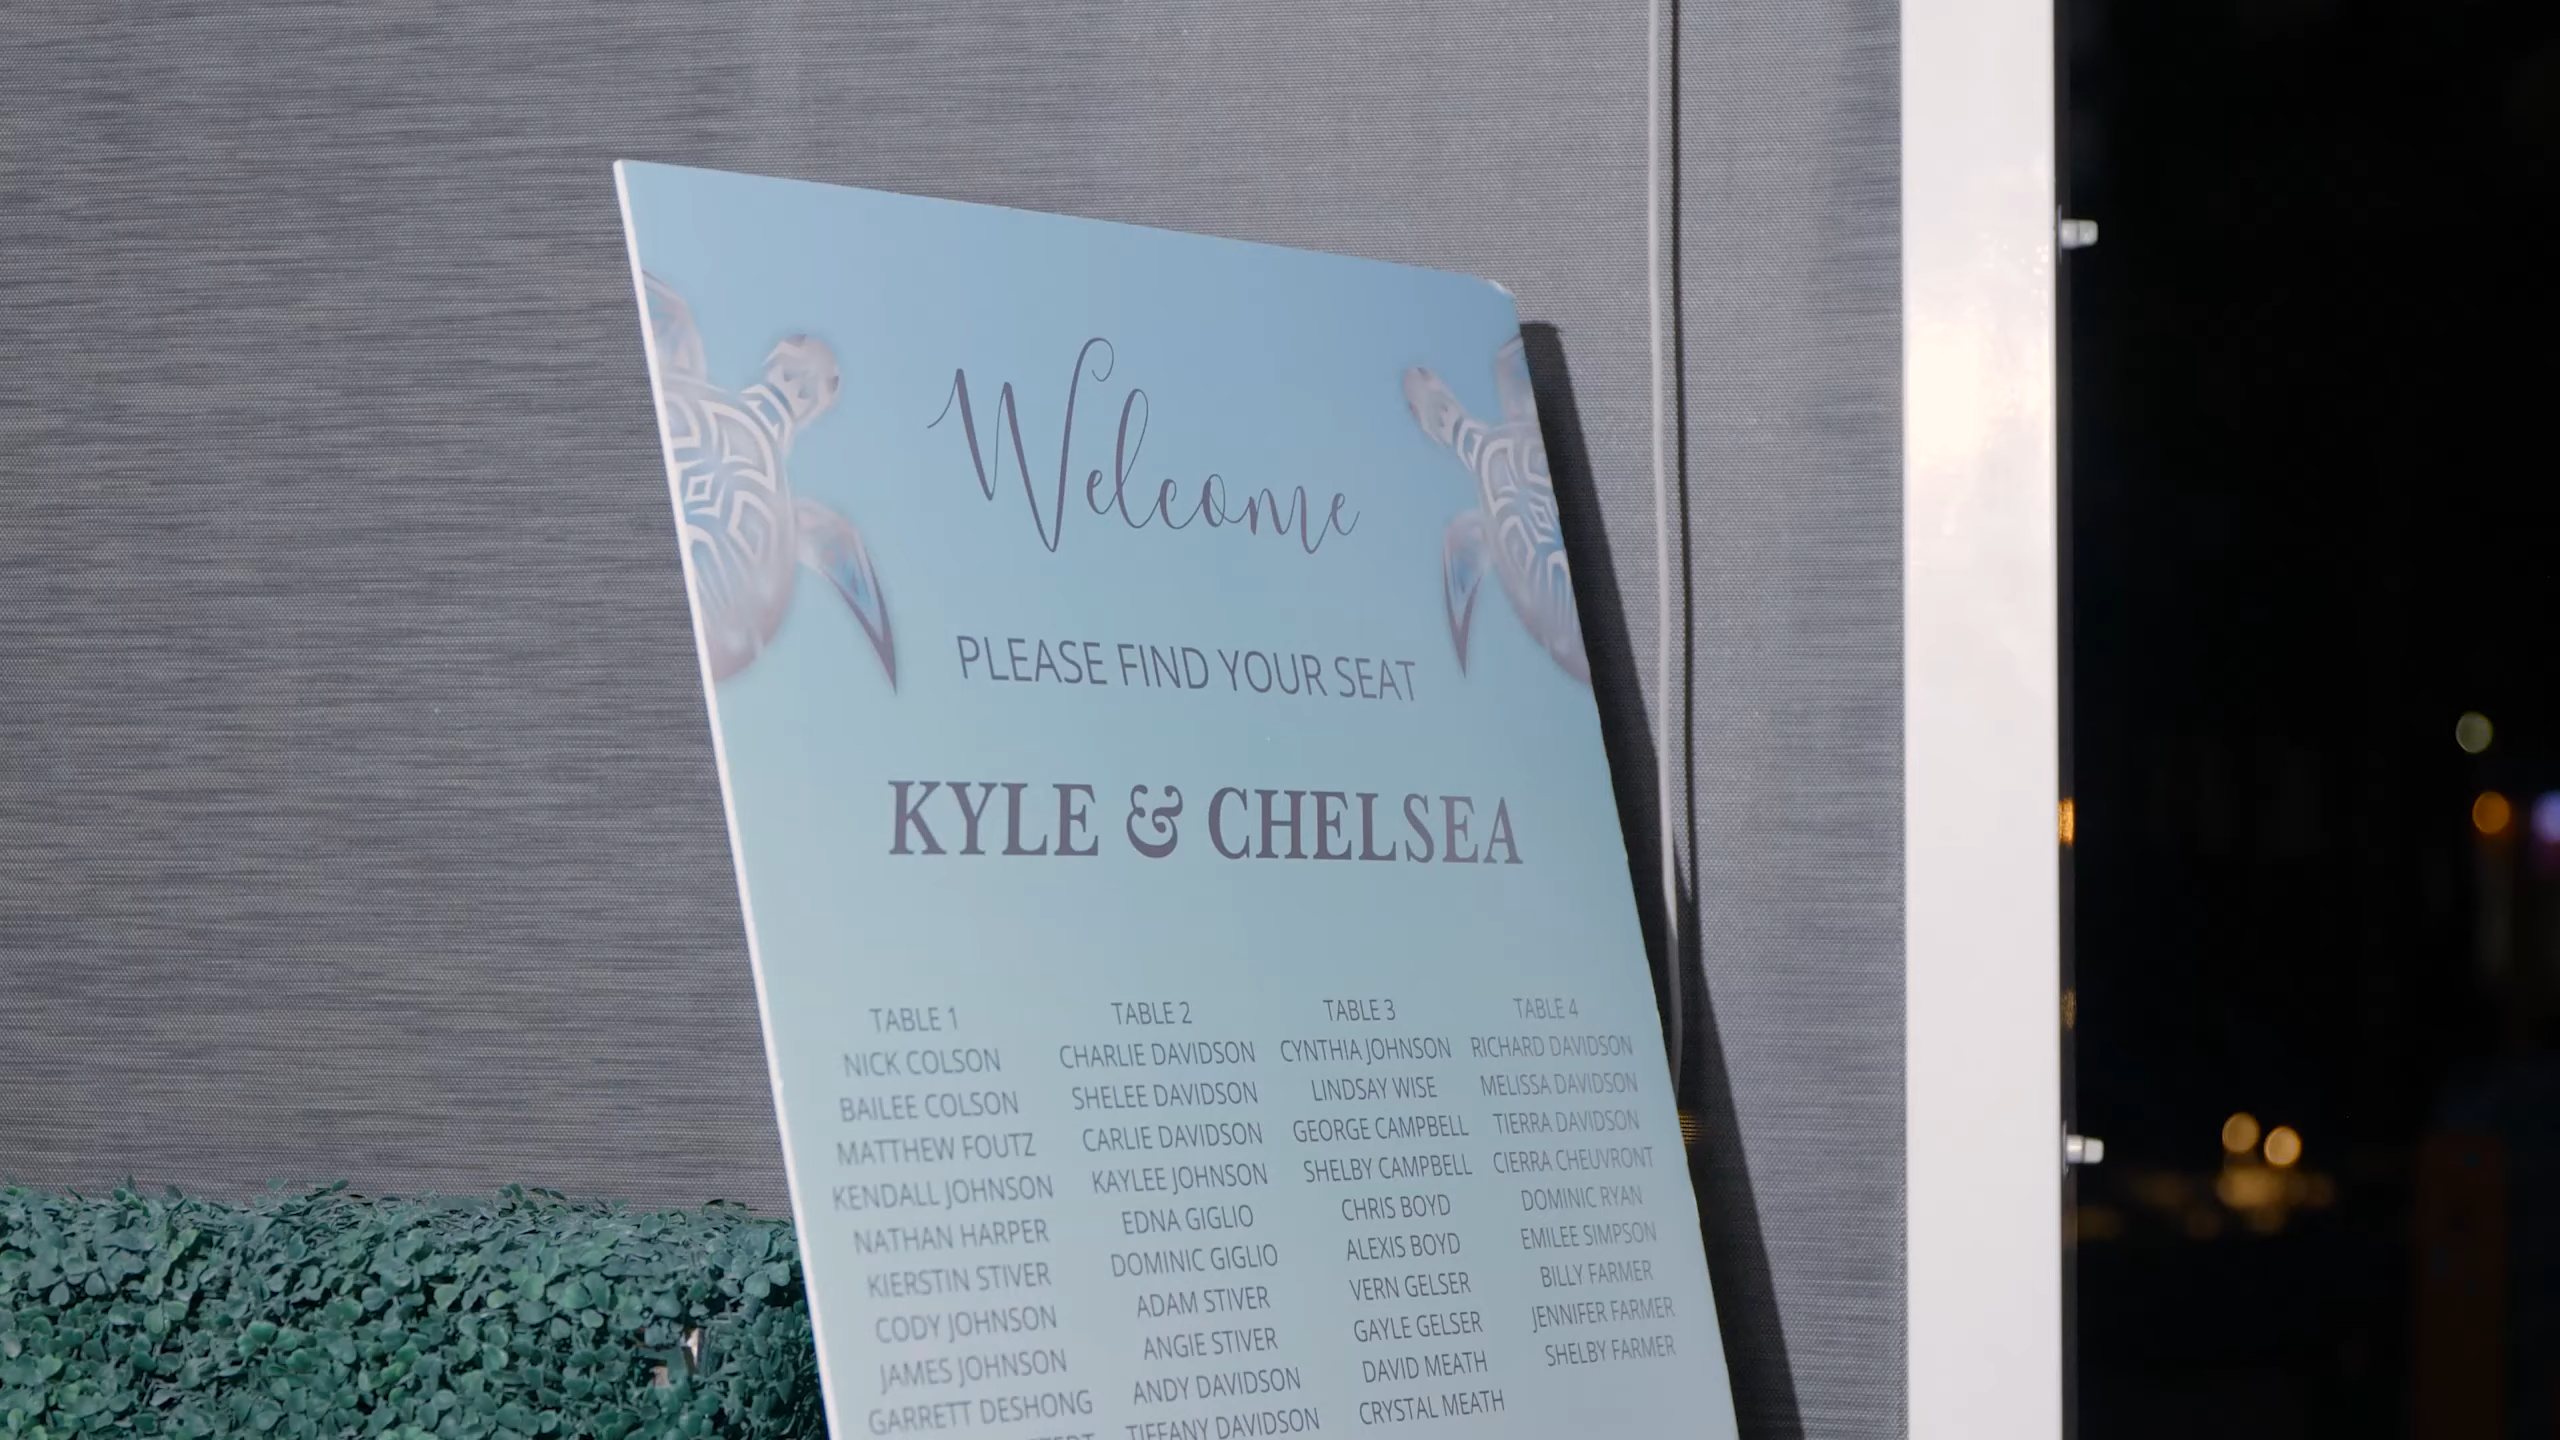 Welcome
PLEASE FIND YOUR SEAT
KYLE & CHELSEA
TABLE 1
NICK COLSON
BAILEE COLSON
MATTHEW FOUTZ
KENDALL JOHNSON
NATHAN HARPER
KIERSTIN STIVER
CODY JOHNSON
JAMES JOHNSON
GARRETT DESHONG
TABLE 2
CHARLIE DAVIDSON
SHELEE DAVIDSON
CARLIE DAVIDSON
KAYLEE JOHNSON
EDNA GIGLIO
DOMINIC GIGLIO
ADAM STIVER
ANGIE STIVER
ANDY DAVIDSON
TIFFANY DAVIDSON
TABLE 3
CYNTHIA JOHNSON
LINDSAY WISE
GEORGE CAMPBELL
SHELBY CAMPBELL
CHRIS BOYD
ALEXIS BOYD
VERN GELSER
GAYLE GELSER
DAVID MEATH
CRYSTAL MEATH
TABLE 4
RICHARD DAVIDSON
MELISSA DAVIDSON
TIERRA DAVIDSON
CIERRA CHEUVRONT
DOMINIC RYAN
EMILEE SIMPSON
BILLY FARMER
JENNIFER FARMER
SHELBY FARMER